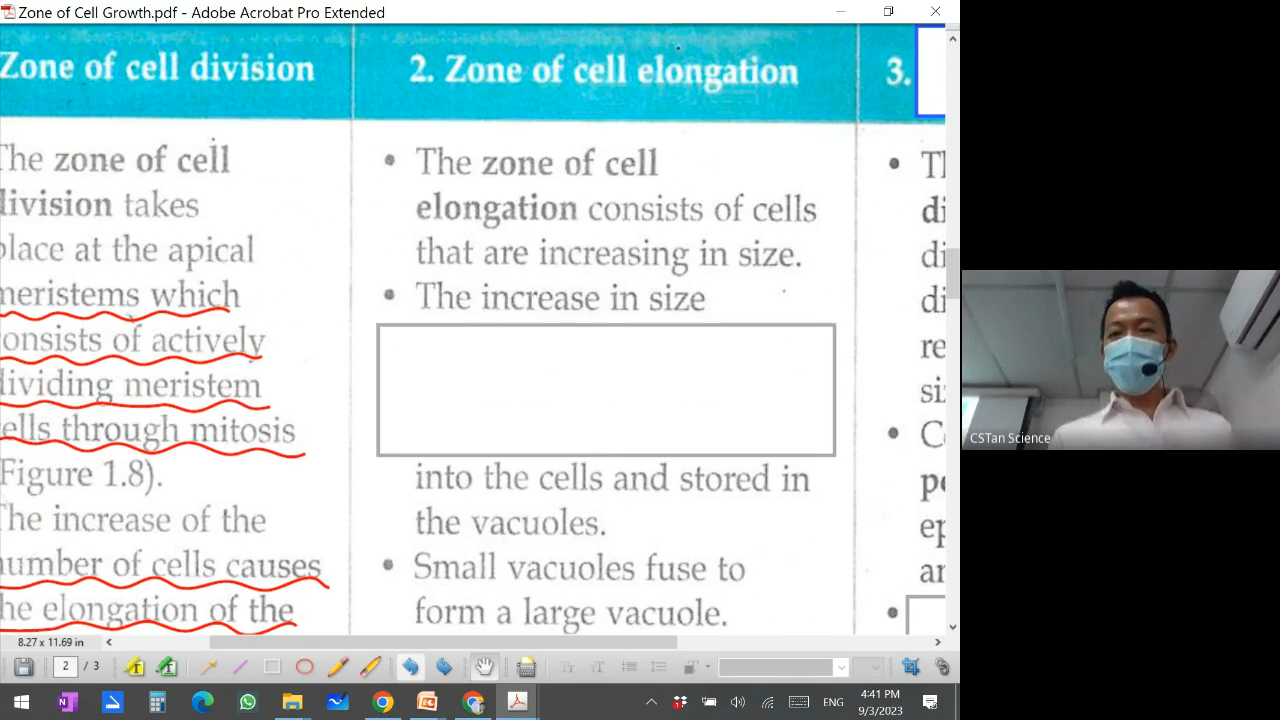 Zone of Cell Growth.pdf - Adobe Acrobat Pro Extended
Zone of cell division
2. Zone of cell elongation
3.
The zone of cell
division takes
place at the apical
meristems which
consists of actively
dividing meristem
cells through mitosis
(Figure 1.8).
The increase of the
number of cells causes
the elongation of the
• The zone of cell
elongation consists of cells
that are increasing in size.
• The increase in size
into the cells and stored in
the vacuoles.
• Small vacuoles fuse to
form a large vacuole.
CSTan Science
8.27 x 11.69 in
2 / 3
ENG
4:41 PM
9/3/2023